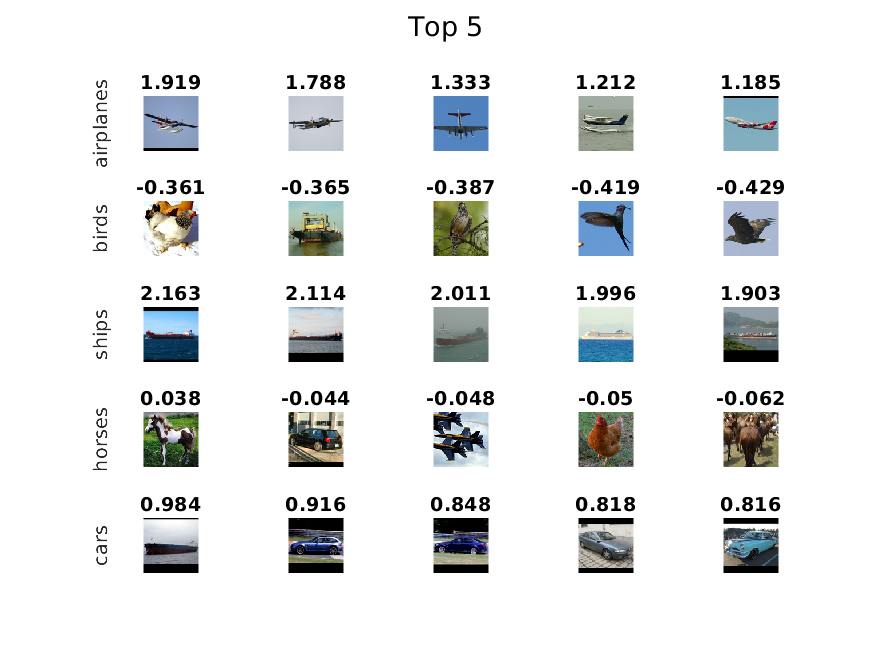 Top 5
airplanes
1.919 1.788 1.333 1.212 1.185
birds
-0.361 -0.365 -0.387 -0.419 -0.429
ships
2.163 2.114 2.011 1.996 1.903
horses
0.038 -0.044 -0.048 -0.05 -0.062
cars
0.984 0.916 0.848 0.818 0.816